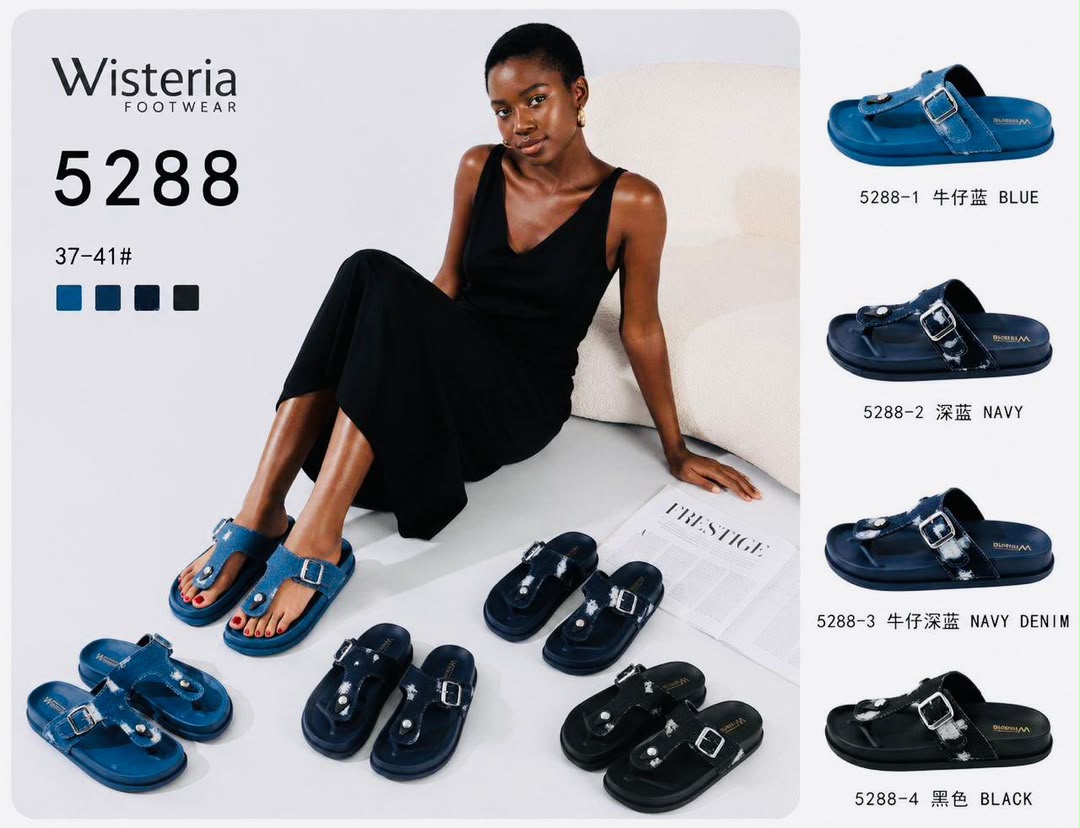 Wisteria
FOOTWEAR
5288
37-41#
PRESTIGE
Wisteria
5288-1 牛仔蓝 BLUE
5288-2 深蓝 NAVY
5288-3 牛仔深蓝 NAVY DENIM
5288-4 黑色 BLACK